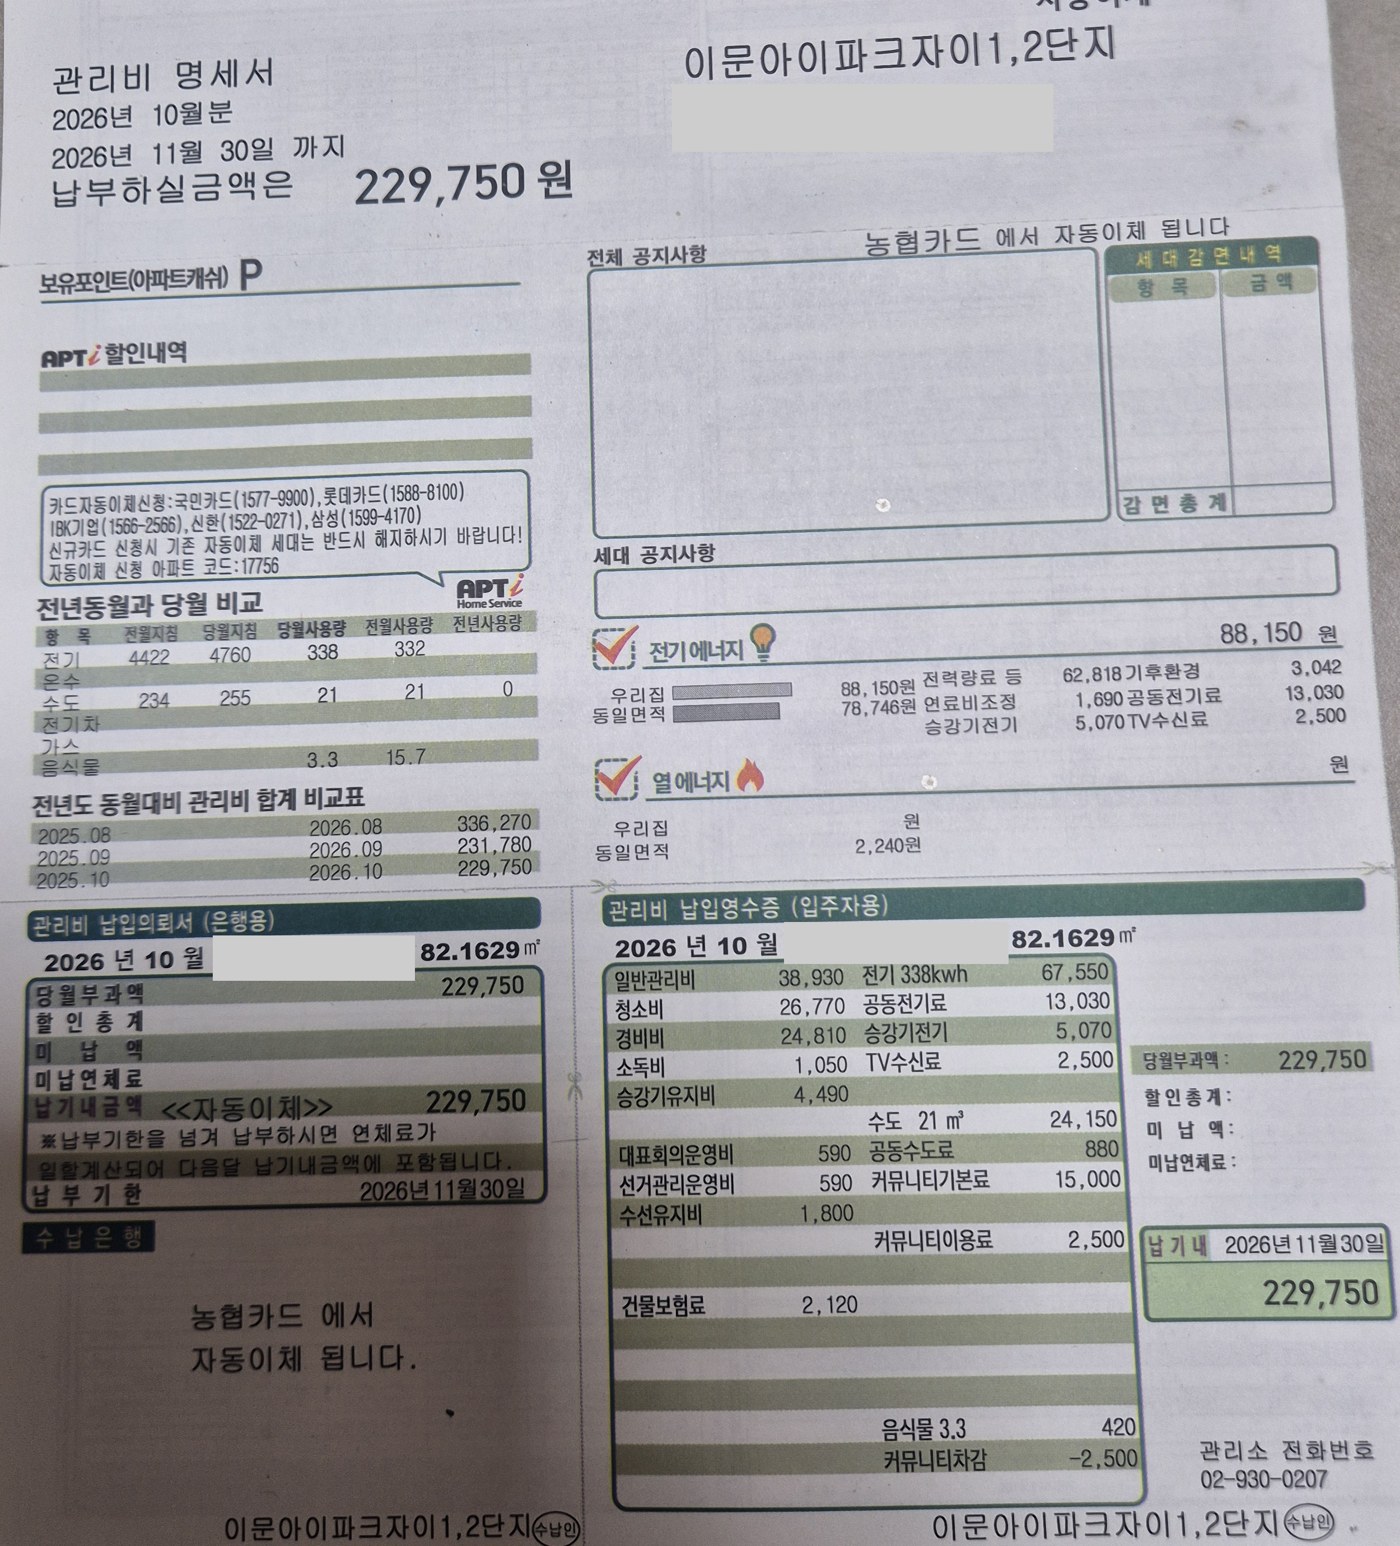 관리비 명세서
2026년 10월분
2026년 11월 30일 까지
납부하실금액은 229,750 원
이문아이파크자이1,2단지
농협카드 에서 자동이체 됩니다
보유포인트(아파트캐쉬) P
APTi 할인내역
카드자동이체신청:국민카드(1577-9900),롯데카드(1588-8100)
IBK기업(1566-2566),신한(1522-0271),삼성(1599-4170)
신규카드 신청시 기존 자동이체 세대는 반드시 해지하시기 바랍니다!
자동이체 신청 아파트 코드:17756
APTi
Home Service
전년동월과 당월 비교
항 목 전월지침 당월지침 당월사용량 전월사용량 전년사용량
전기 4422 4760 338 332
온수
수도 234 255 21 21 0
전기차
가스
음식물 3.3 15.7
전년도 동월대비 관리비 합계 비교표
2025.08 2026.08 336,270
2025.09 2026.09 231,780
2025.10 2026.10 229,750
전체 공지사항
세대감면내역
항 목 금액
감면총계
세대 공지사항
전기에너지 88,150 원
우리집 88,150원 전력량료 등 62,818 기후환경 3,042
동일면적 78,746원 연료비조정 1,690 공동전기료 13,030
승강기전기 5,070 TV수신료 2,500
열에너지 원
우리집 원
동일면적 2,240원
관리비 납입의뢰서 (은행용)
2026 년 10 월 82.1629㎡
당월부과액 229,750
할인총계
미 납 액
미납연체료
납기내금액 <<자동이체>> 229,750
※납부기한을 넘겨 납부하시면 연체료가
일할계산되어 다음달 납기내금액에 포함됩니다.
납부기한 2026년11월30일
수납은행
농협카드 에서
자동이체 됩니다.
이문아이파크자이1,2단지 수납인
관리비 납입영수증 (입주자용)
2026 년 10 월 82.1629㎡
일반관리비 38,930 전기 338kwh 67,550
청소비 26,770 공동전기료 13,030
경비비 24,810 승강기전기 5,070
소독비 1,050 TV수신료 2,500
승강기유지비 4,490
수도 21 ㎥ 24,150
대표회의운영비 590 공동수도료 880
선거관리운영비 590 커뮤니티기본료 15,000
수선유지비 1,800
커뮤니티이용료 2,500
건물보험료 2,120
음식물 3.3 420
커뮤니티차감 -2,500
당월부과액: 229,750
할인총계:
미 납 액:
미납연체료:
납기내 2026년11월30일
229,750
관리소 전화번호
02-930-0207
이문아이파크자이1,2단지 수납인